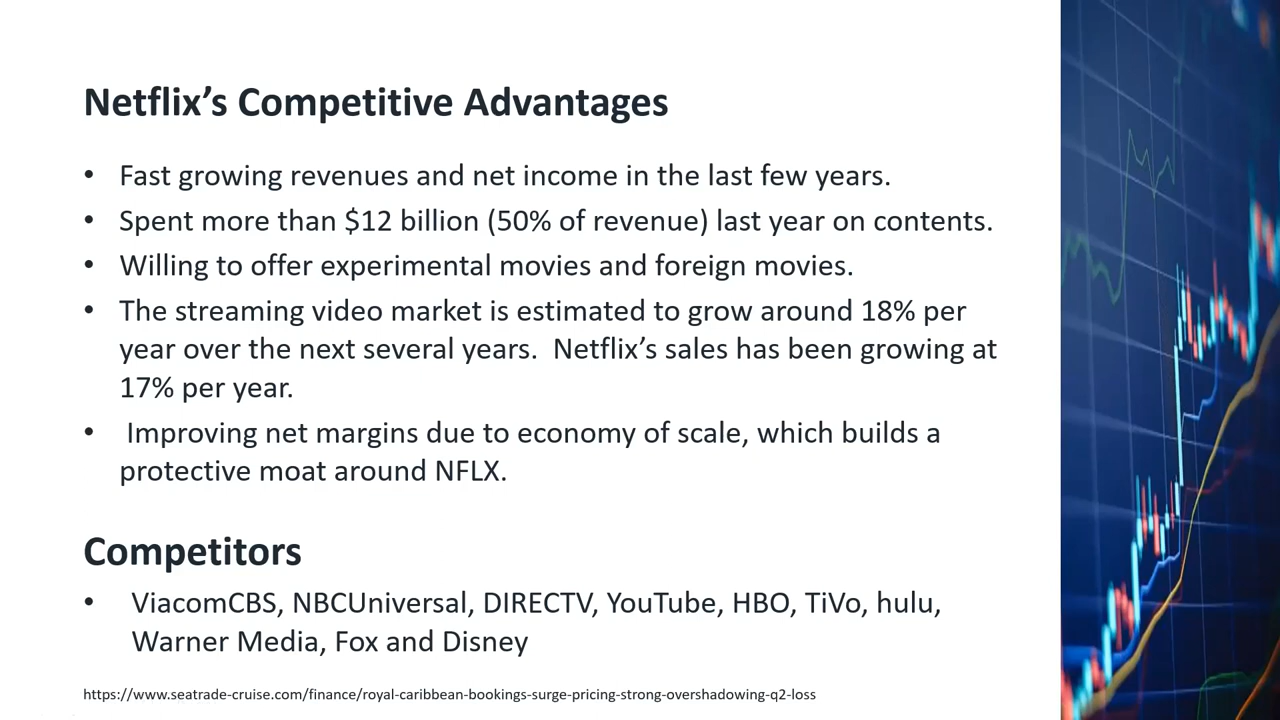 Netflix’s Competitive Advantages
• Fast growing revenues and net income in the last few years.
• Spent more than $12 billion (50% of revenue) last year on contents.
• Willing to offer experimental movies and foreign movies.
• The streaming video market is estimated to grow around 18% per
year over the next several years.  Netflix’s sales has been growing at
17% per year.
• Improving net margins due to economy of scale, which builds a
protective moat around NFLX.
Competitors
• ViacomCBS, NBCUniversal, DIRECTV, YouTube, HBO, TiVo, hulu,
Warner Media, Fox and Disney
https://www.seatrade-cruise.com/finance/royal-caribbean-bookings-surge-pricing-strong-overshadowing-q2-loss